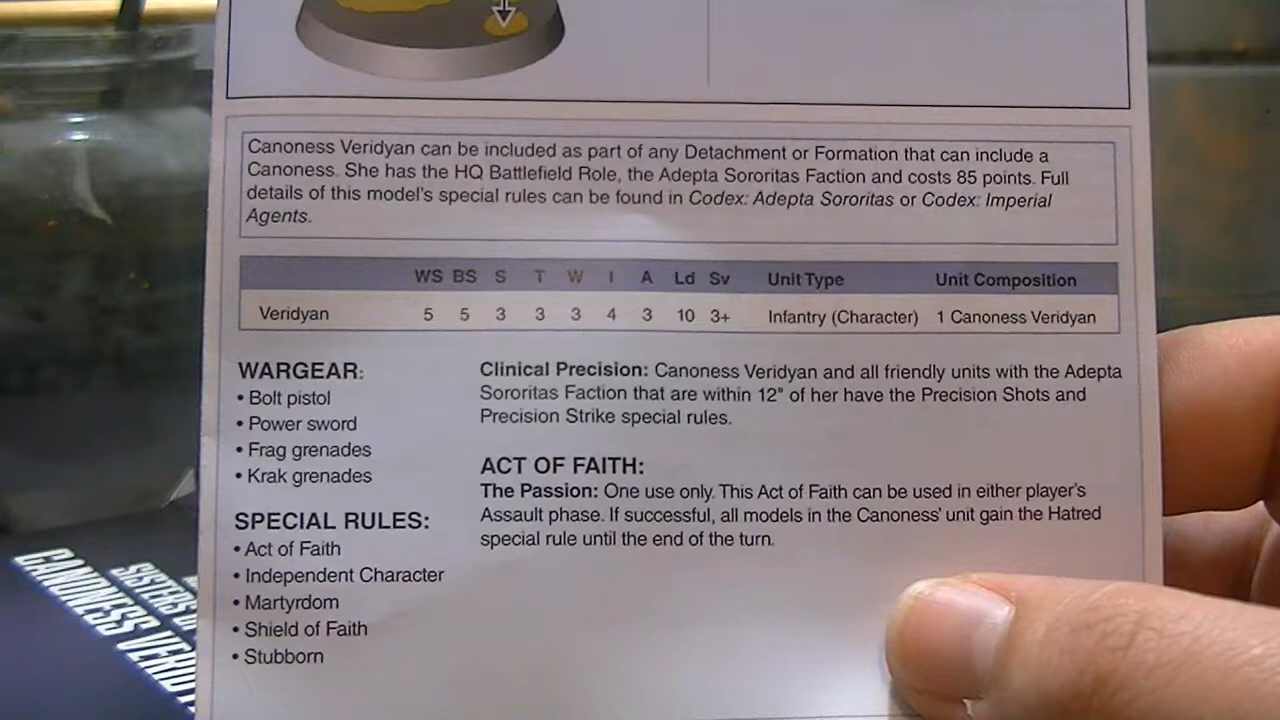 Canoness Veridyan can be included as part of any Detachment or Formation that can include a
Canoness. She has the HQ Battlefield Role, the Adepta Sororitas Faction and costs 85 points. Full
details of this model's special rules can be found in Codex: Adepta Sororitas or Codex: Imperial
Agents.
WS BS S T W I A Ld Sv Unit Type Unit Composition
Veridyan 5 5 3 3 3 4 3 10 3+ Infantry (Character) 1 Canoness Veridyan
WARGEAR:
• Bolt pistol
• Power sword
• Frag grenades
• Krak grenades
SPECIAL RULES:
• Act of Faith
• Independent Character
• Martyrdom
• Shield of Faith
• Stubborn
Clinical Precision: Canoness Veridyan and all friendly units with the Adepta
Sororitas Faction that are within 12" of her have the Precision Shots and
Precision Strike special rules.
ACT OF FAITH:
The Passion: One use only. This Act of Faith can be used in either player's
Assault phase. If successful, all models in the Canoness' unit gain the Hatred
special rule until the end of the turn.
SISTERS
CANONESS